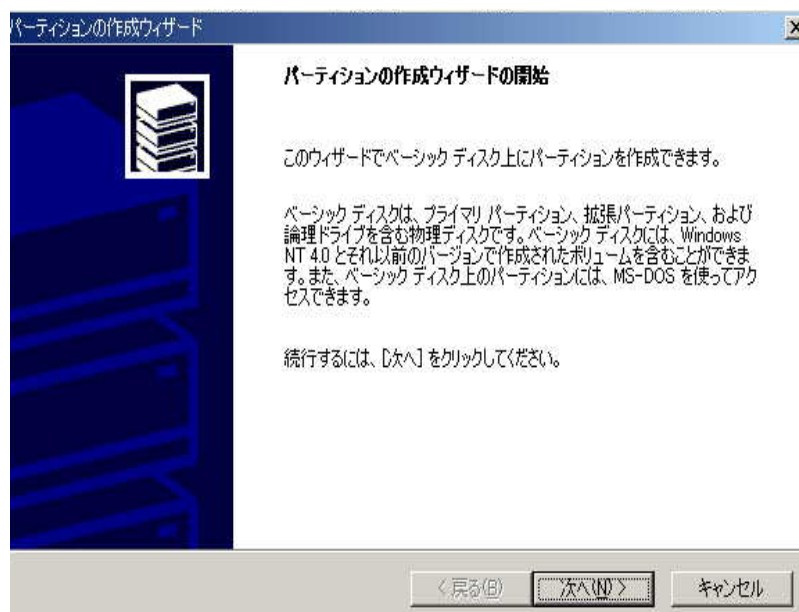 パーティションの作成ウィザード
パーティションの作成ウィザードの開始
このウィザードでベーシック ディスク上にパーティションを作成できます。
ベーシック ディスクは、プライマリ パーティション、拡張パーティション、および
論理ドライブを含む物理ディスクです。ベーシック ディスクには、Windows
NT 4.0 とそれ以前のバージョンで作成されたボリュームを含むことができま
す。また、ベーシック ディスク上のパーティションには、MS-DOS を使ってアク
セスできます。
続行するには、[次へ] をクリックしてください。
< 戻る(B) 次へ(N) > キャンセル